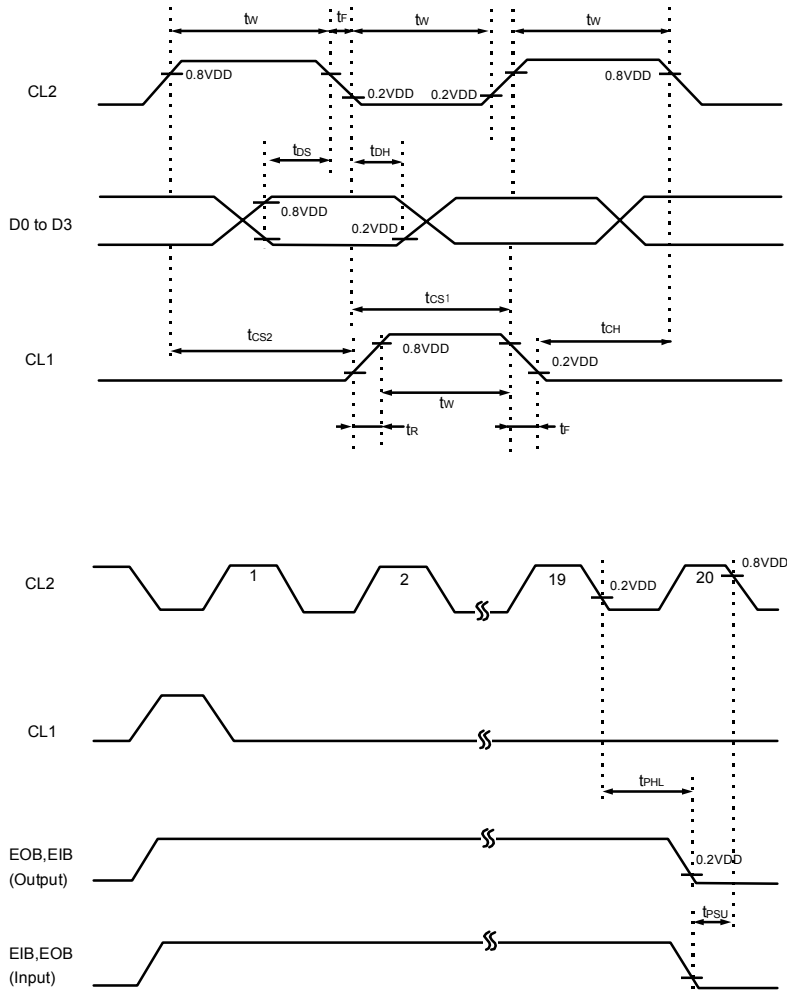 tW tF tW tW
0.8VDD 0.8VDD
CL2 0.2VDD 0.2VDD
tDS tDH
0.8VDD
D0 to D3 0.2VDD
tCS1
tCS2 tCH
CL1 0.8VDD 0.2VDD
tW
tR tF
CL2 1 2 19 0.2VDD 20 0.8VDD
CL1
tPHL
EOB,EIB
(Output)
0.2VDD
tPSU
EIB,EOB
(Input)